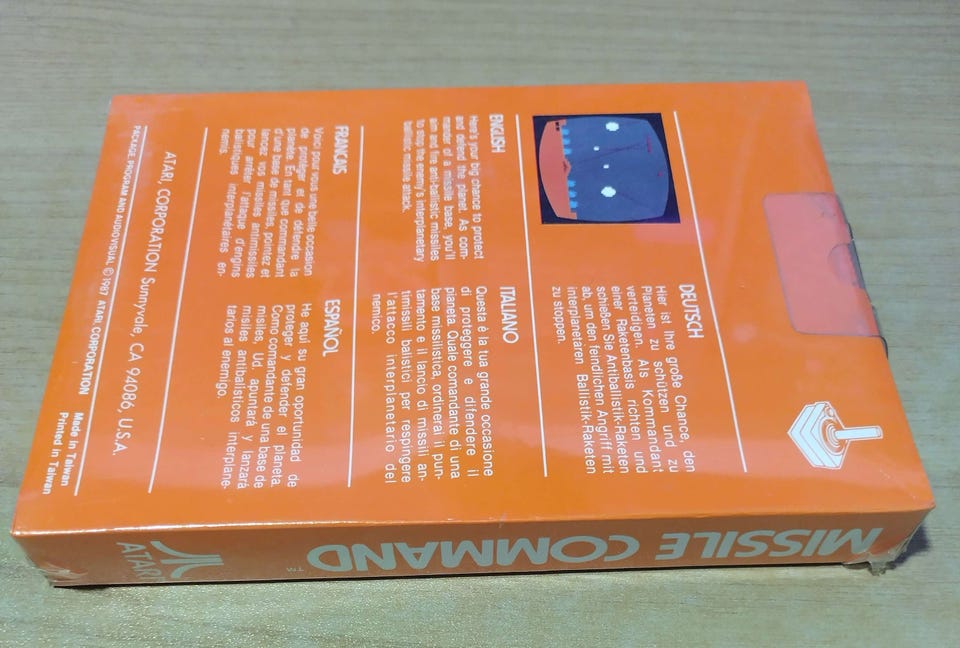 DEUTSCH
Hier ist Ihre große Chance, den
Planeten zu Schützen und zu
verteidigen. Als Kommandant
einer Raketenbasis richten und
schießen Sie Antiballistik-Raketen
ab, um den feindlichen Angriff mit
interplanetaren Ballistik-Raketen
zu stoppen.
ENGLISH
Here's your big chance to protect
and defend the planet. As com-
mander of a missile base, you'll
aim and fire anti-ballistic missiles
to stop the enemy's interplanetary
ballistic missile attack.
ITALIANO
Questa è la tua grande occasione
di proteggere e difendere il
pianeta. Quale comandante di una
base missilistica, ordinerai il pun-
tamento e il lancio di missili an-
timissili balistici per respingere
l'attacco interplanetario del
nemico.
FRANÇAIS
Voici pour vous une belle occasion
de protéger et de défendre la
planète. En tant que commandant
d'une base de missiles, pointez et
lancez vos missiles antimissiles
pour arrêter l'attaque d'engins
balistiques interplanétaires en-
nemis.
ESPAÑOL
He aquí su gran oportunidad de
proteger y defender el planeta.
Como comandante de una base de
misiles, Ud. apuntará y lanzará
misiles antibalísticos interplane-
tarios al enemigo.
ATARI, CORPORATION Sunnyvale, CA 94086, U.S.A.
PACKAGE, PROGRAM AND AUDIOVISUAL © 1987 ATARI CORPORATION
Made in Taiwan
Printed in Taiwan
MISSILE COMMAND™
ATARI